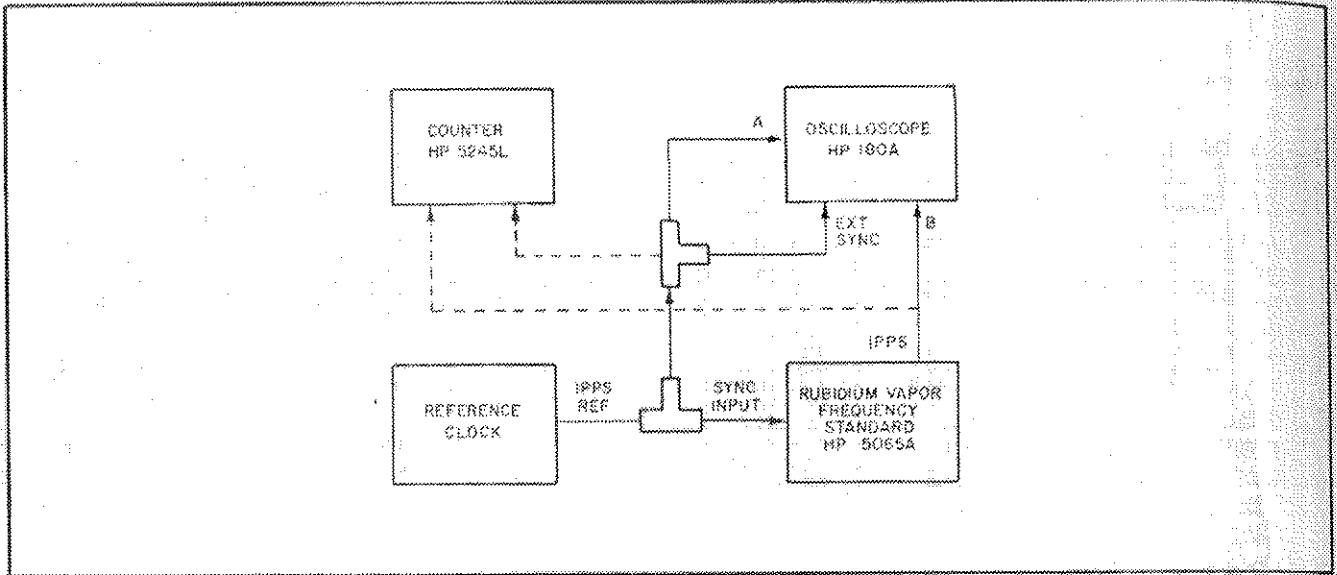 COUNTER
HP 5245L
A
OSCILLOSCOPE
HP 180A
EXT
SYNC
B
1PPS
REFERENCE
CLOCK
1PPS
REF
SYNC
INPUT
RUBIDIUM VAPOR
FREQUENCY
STANDARD
HP 5065A